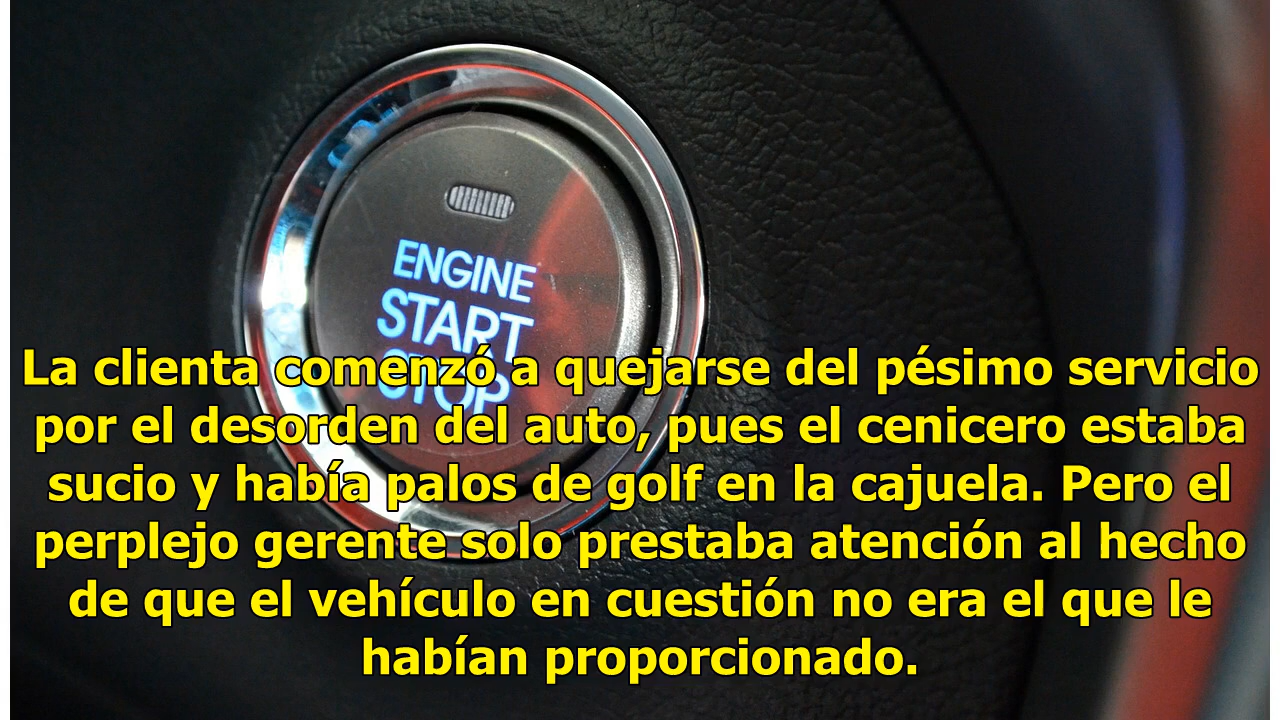 ENGINE
START
STOP
La clienta comenzó a quejarse del pésimo servicio
por el desorden del auto, pues el cenicero estaba
sucio y había palos de golf en la cajuela. Pero el
perplejo gerente solo prestaba atención al hecho
de que el vehículo en cuestión no era el que le
habían proporcionado.